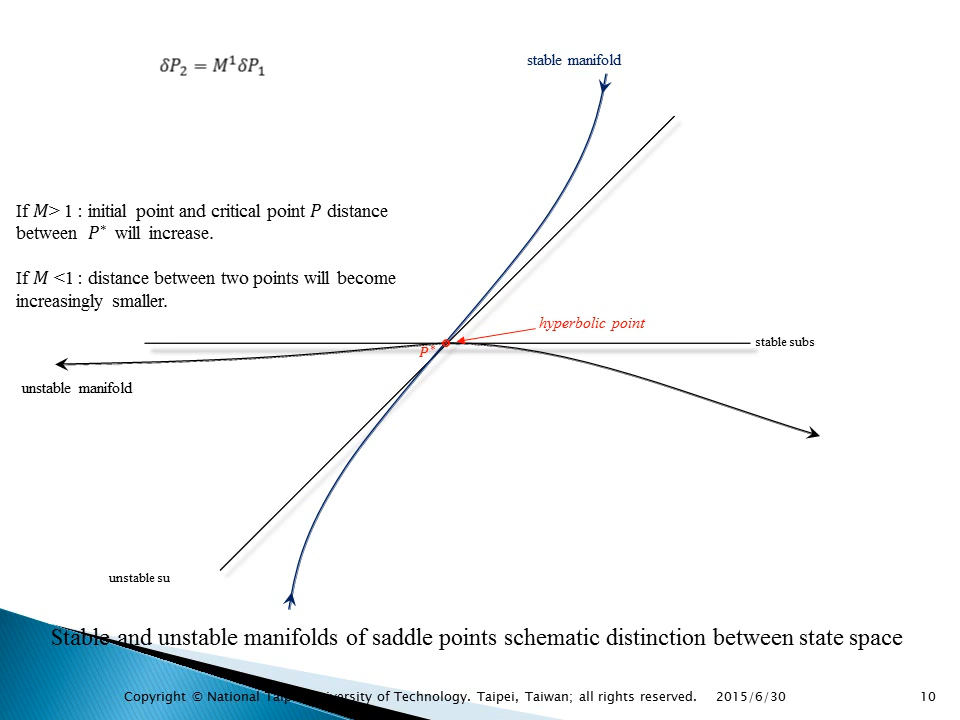 δP₂ = M¹δP₁
stable manifold
If M> 1 : initial point and critical point P distance
between P* will increase.
If M <1 : distance between two points will become
increasingly smaller.
hyperbolic point
P*
stable subs
unstable manifold
unstable su
Stable and unstable manifolds of saddle points schematic distinction between state space
Copyright © National Taipei University of Technology. Taipei, Taiwan; all rights reserved. 2015/6/30 10